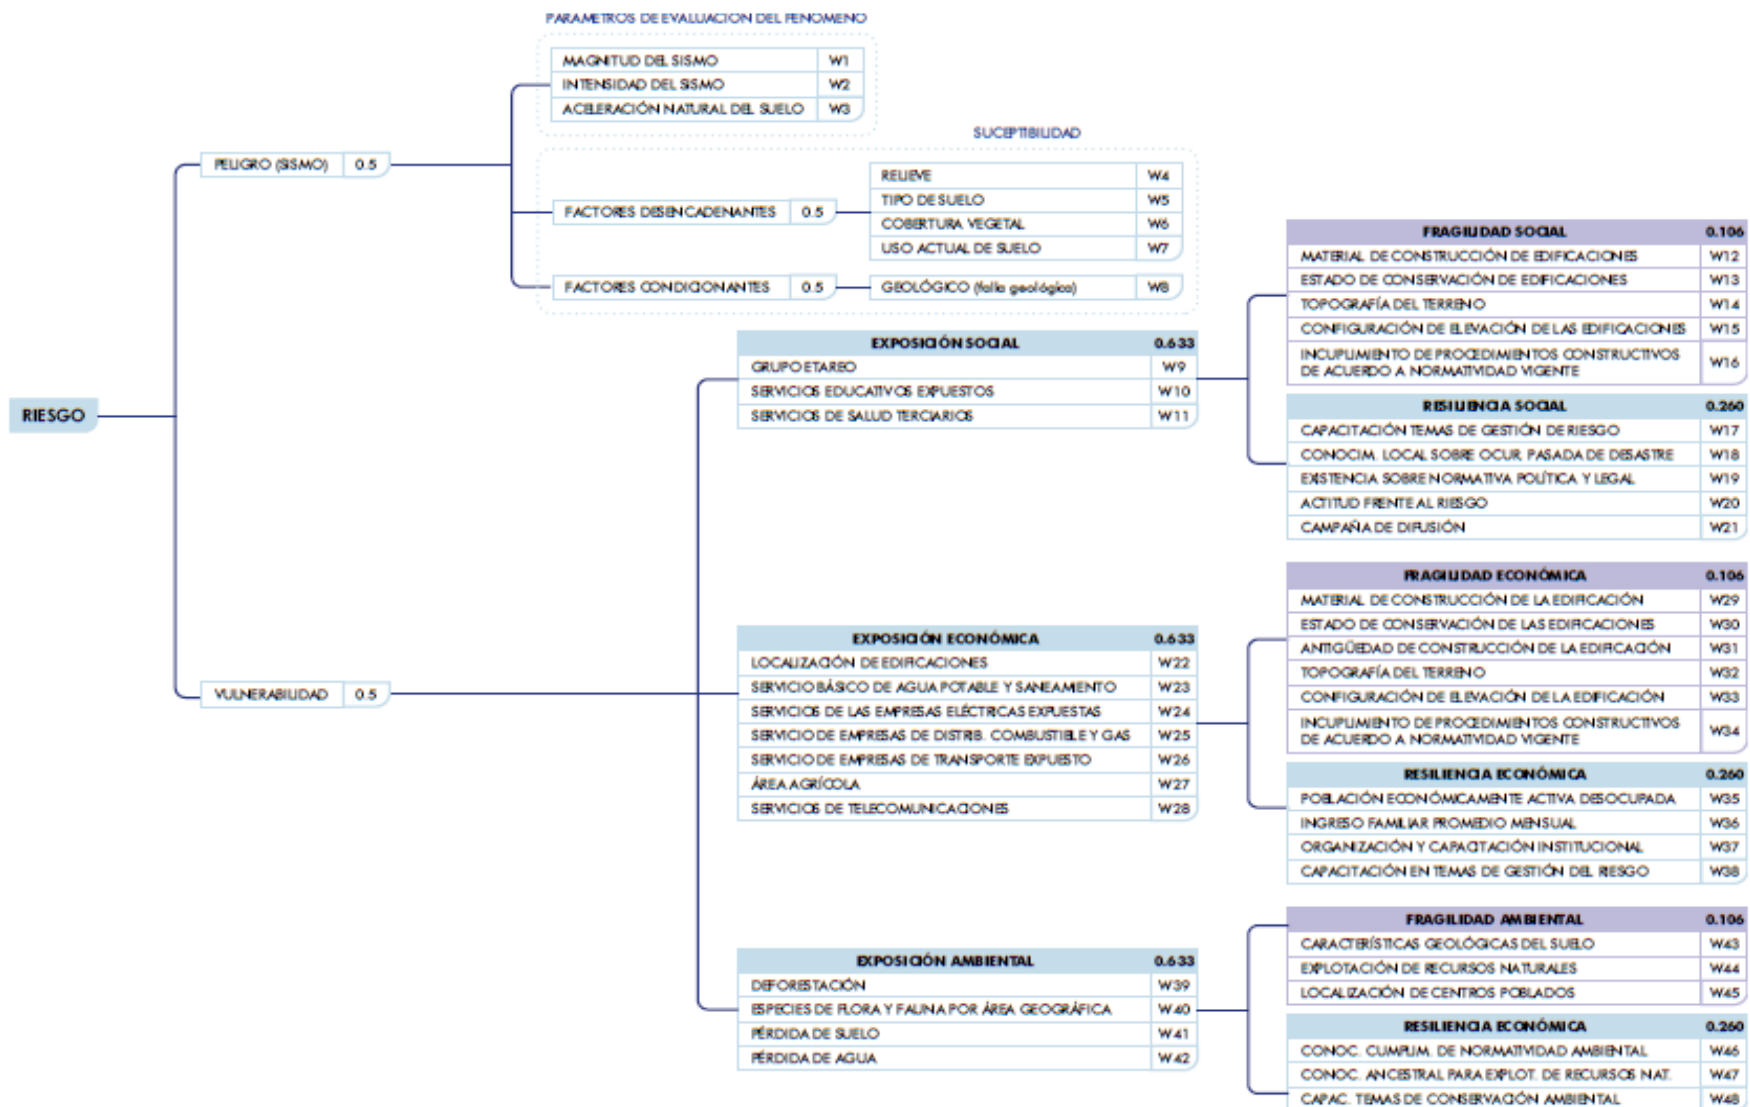 PARAMETROS DE EVALUACION DEL FENOMENO
MAGNITUD DEL SISMO W1
INTENSIDAD DEL SISMO W2
ACELERACIÓN NATURAL DEL SUELO W3
SUCEPTIBILIDAD
PELIGRO (SISMO) 0.5
RELIEVE W4
TIPO DE SUELO W5
COBERTURA VEGETAL W6
USO ACTUAL DE SUELO W7
FACTORES DESENCADENANTES 0.5
FACTORES CONDICIONANTES 0.5
GEOLÓGICO (falla geológica) W8
RIESGO
VULNERABILIDAD 0.5
EXPOSICIÓN SOCIAL 0.633
GRUPO ETAREO W9
SERVICIOS EDUCATIVOS EXPUESTOS W10
SERVICIOS DE SALUD TERCIARIOS W11
FRAGILIDAD SOCIAL 0.106
MATERIAL DE CONSTRUCCIÓN DE EDIFICACIONES W12
ESTADO DE CONSERVACIÓN DE EDIFICACIONES W13
TOPOGRAFÍA DEL TERRENO W14
CONFIGURACIÓN DE ELEVACIÓN DE LAS EDIFICACIONES W15
INCUPLIMIENTO DE PROCEDIMIENTOS CONSTRUCTIVOS
DE ACUERDO A NORMATIVIDAD VIGENTE W16
RESILIENCIA SOCIAL 0.260
CAPACITACIÓN TEMAS DE GESTIÓN DE RIESGO W17
CONOCIM. LOCAL SOBRE OCUR. PASADA DE DESASTRE W18
EXISTENCIA SOBRE NORMATIVA POLÍTICA Y LEGAL W19
ACTITUD FRENTE AL RIESGO W20
CAMPAÑA DE DIFUSIÓN W21
EXPOSICIÓN ECONÓMICA 0.633
LOCALIZACIÓN DE EDIFICACIONES W22
SERVICIO BÁSICO DE AGUA POTABLE Y SANEAMIENTO W23
SERVICIOS DE LAS EMPRESAS ELÉCTRICAS EXPUESTAS W24
SERVICIO DE EMPRESAS DE DISTRIB. COMBUSTIBLE Y GAS W25
SERVICIO DE EMPRESAS DE TRANSPORTE EXPUESTO W26
ÁREA AGRÍCOLA W27
SERVICIOS DE TELECOMUNICACIONES W28
FRAGILIDAD ECONÓMICA 0.106
MATERIAL DE CONSTRUCCIÓN DE LA EDIFICACIÓN W29
ESTADO DE CONSERVACIÓN DE LAS EDIFICACIONES W30
ANTIGÜEDAD DE CONSTRUCCIÓN DE LA EDIFICACIÓN W31
TOPOGRAFÍA DEL TERRENO W32
CONFIGURACIÓN DE ELEVACIÓN DE LA EDIFICACIÓN W33
INCUPLIMIENTO DE PROCEDIMIENTOS CONSTRUCTIVOS
DE ACUERDO A NORMATIVIDAD VIGENTE W34
RESILIENCIA ECONÓMICA 0.260
POBLACIÓN ECONÓMICAMENTE ACTIVA DESOCUPADA W35
INGRESO FAMILIAR PROMEDIO MENSUAL W36
ORGANIZACIÓN Y CAPACITACIÓN INSTITUCIONAL W37
CAPACITACIÓN EN TEMAS DE GESTIÓN DEL RIESGO W38
EXPOSICIÓN AMBIENTAL 0.633
DEFORESTACIÓN W39
ESPECIES DE FLORA Y FAUNA POR ÁREA GEOGRÁFICA W40
PÉRDIDA DE SUELO W41
PÉRDIDA DE AGUA W42
FRAGILIDAD AMBIENTAL 0.106
CARACTERÍSTICAS GEOLÓGICAS DEL SUELO W43
EXPLOTACIÓN DE RECURSOS NATURALES W44
LOCALIZACIÓN DE CENTROS POBLADOS W45
RESILIENCIA ECONÓMICA 0.260
CONOC. CUMPLIM. DE NORMATIVIDAD AMBIENTAL W46
CONOC. ANCESTRAL PARA EXPLOT. DE RECURSOS NAT. W47
CAPAC. TEMAS DE CONSERVACIÓN AMBIENTAL W48